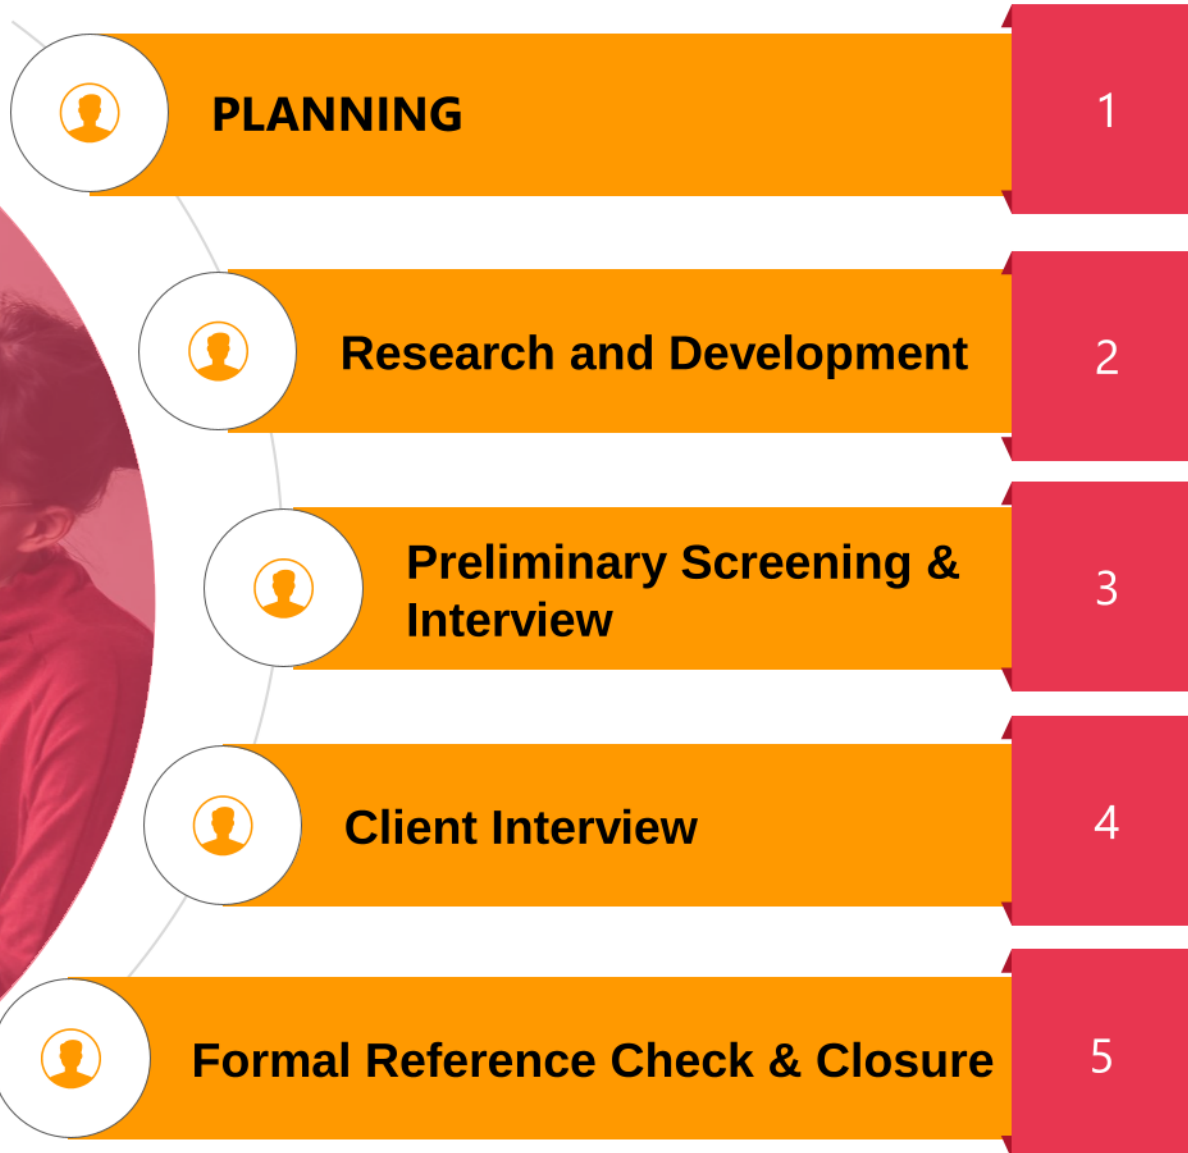 PLANNING
1
Research and Development
2
Preliminary Screening &
Interview
3
Client Interview
4
Formal Reference Check & Closure
5